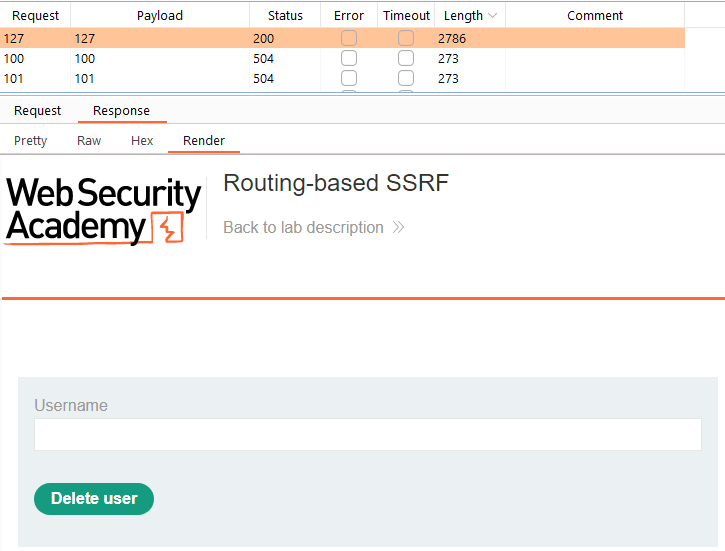 Request Payload Status Error Timeout Length Comment
127 127 200 2786
100 100 504 273
101 101 504 273
Request Response
Pretty Raw Hex Render
Web Security
Academy
Routing-based SSRF
Back to lab description
Username
Delete user